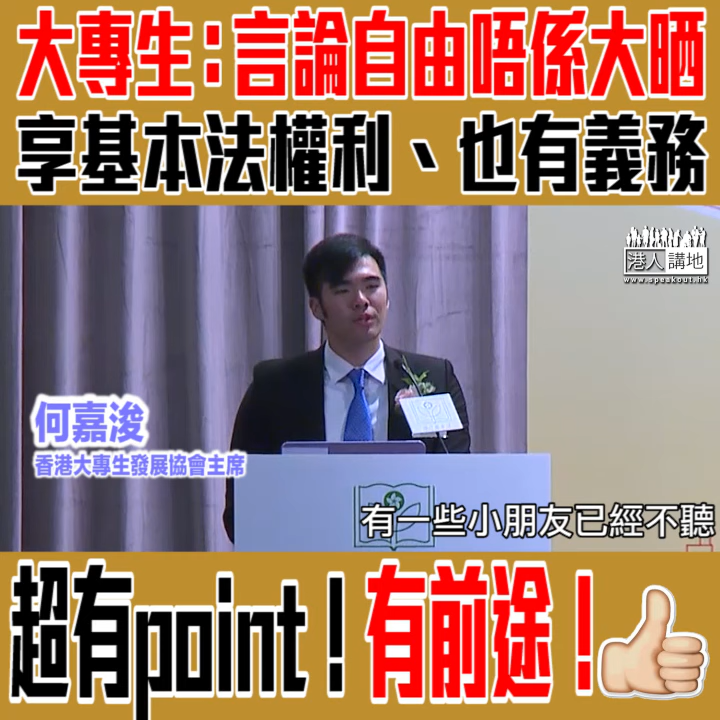 大專生：言論自由唔係大晒
享基本法權利、也有義務
港人講地
www.speakout.hk
何嘉浚
香港大專生發展協會主席
有一些小朋友已經不聽
超有point！有前途！